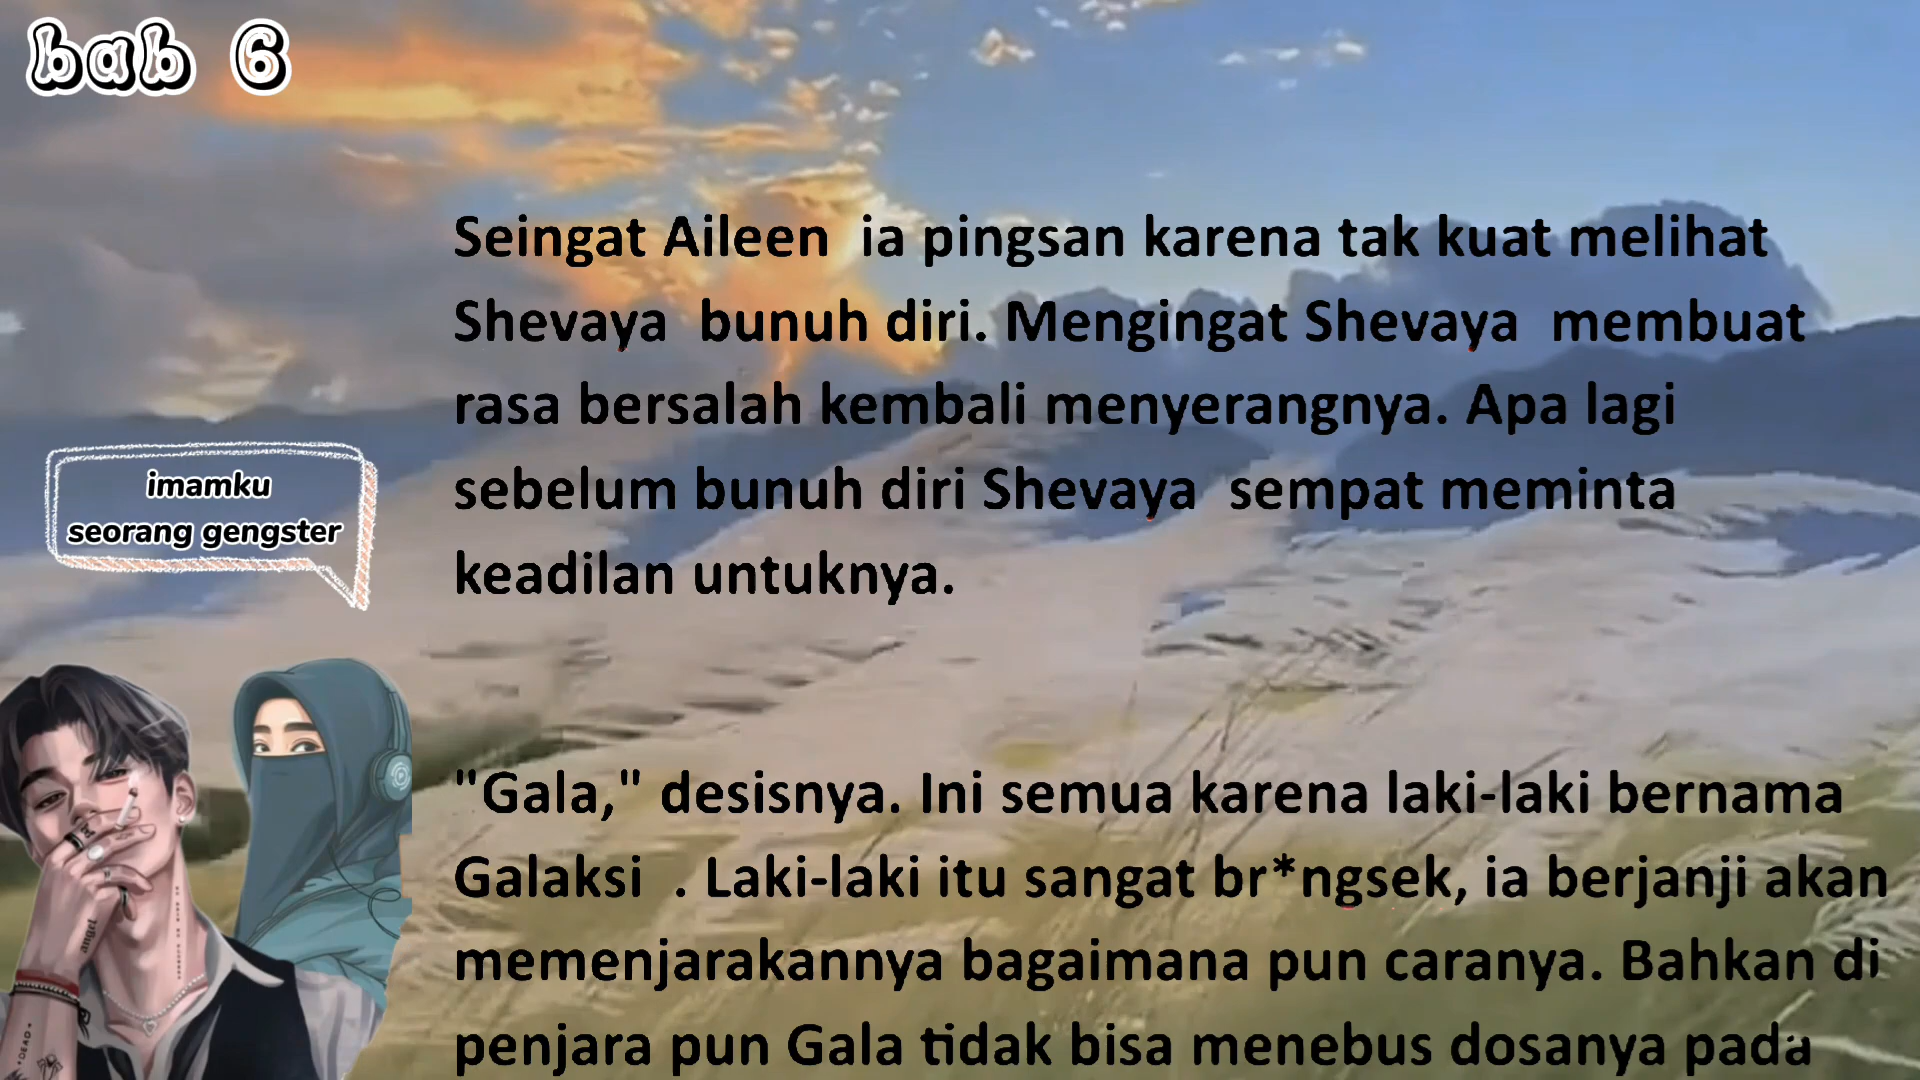 bab 6
Seingat Aileen ia pingsan karena tak kuat melihat
Shevaya bunuh diri. Mengingat Shevaya membuat
rasa bersalah kembali menyerangnya. Apa lagi
sebelum bunuh diri Shevaya sempat meminta
keadilan untuknya.
imamku
seorang gengster
"Gala," desisnya. Ini semua karena laki-laki bernama
Galaksi . Laki-laki itu sangat br*ngsek, ia berjanji akan
memenjarakannya bagaimana pun caranya. Bahkan di
penjara pun Gala tidak bisa menebus dosanya pada
angel
DEAD